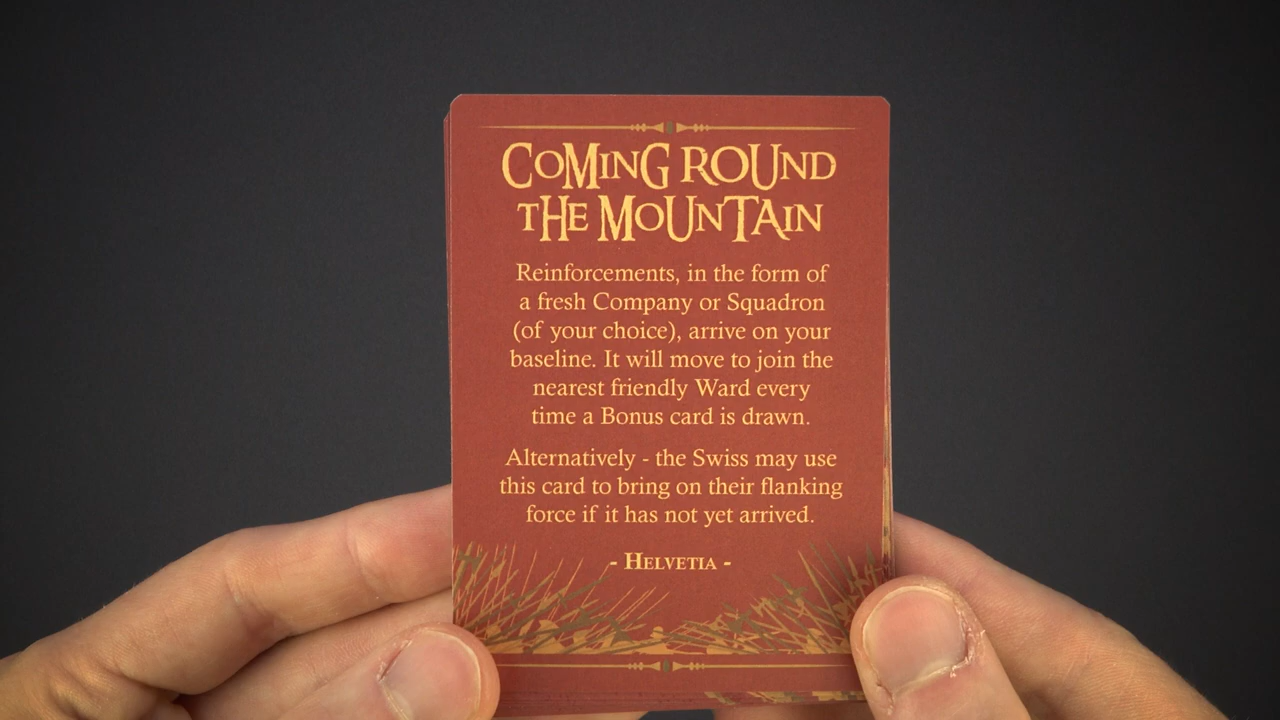 COMING ROUND
THE MOUNTAIN
Reinforcements, in the form of
a fresh Company or Squadron
(of your choice), arrive on your
baseline. It will move to join the
nearest friendly Ward every
time a Bonus card is drawn.
Alternatively - the Swiss may use
this card to bring on their flanking
force if it has not yet arrived.
- HELVETIA -